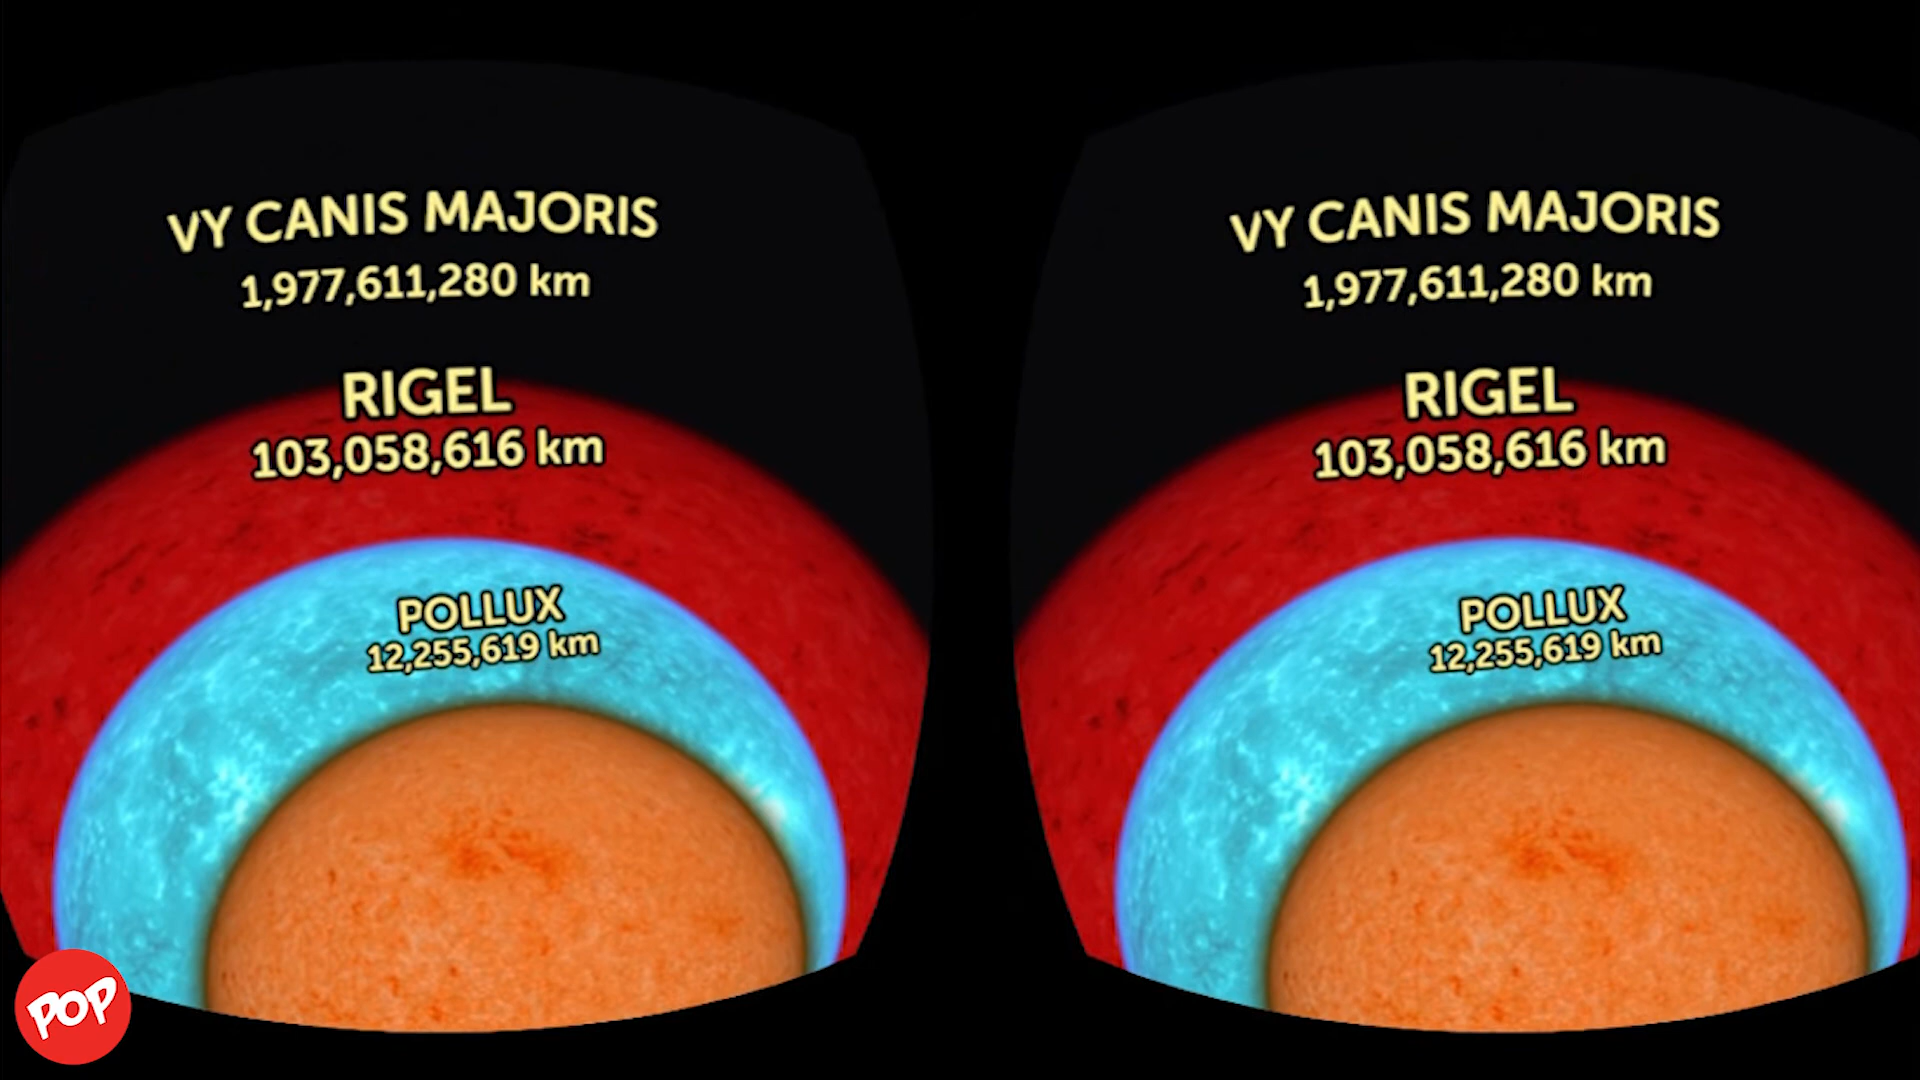 VY CANIS MAJORIS
1,977,611,280 km
RIGEL
103,058,616 km
POLLUX
12,255,619 km
VY CANIS MAJORIS
1,977,611,280 km
RIGEL
103,058,616 km
POLLUX
12,255,619 km
POP